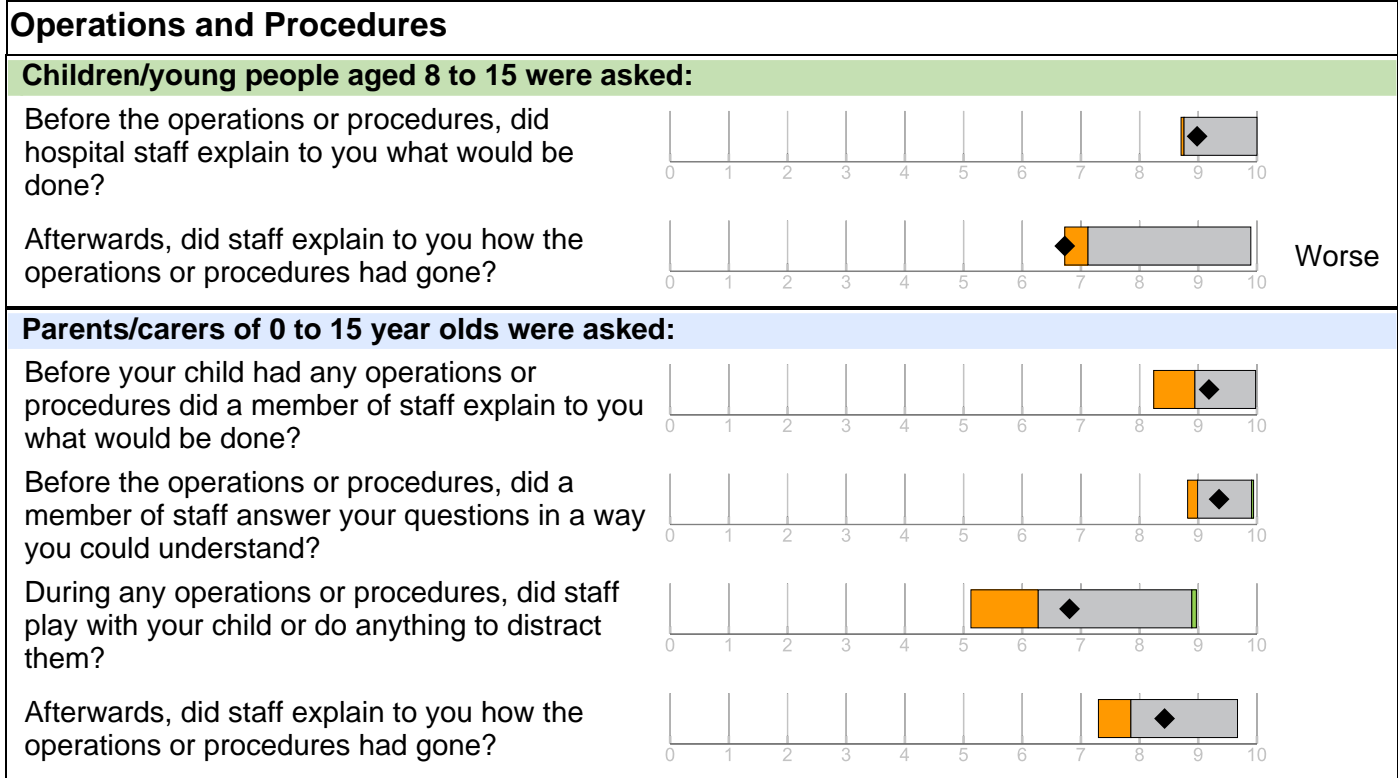 Operations and Procedures
Children/young people aged 8 to 15 were asked:
Before the operations or procedures, did
hospital staff explain to you what would be
done?
0 1 2 3 4 5 6 7 8 9 10
Afterwards, did staff explain to you how the
operations or procedures had gone?
Worse
0 1 2 3 4 5 6 7 8 9 10
Parents/carers of 0 to 15 year olds were asked:
Before your child had any operations or
procedures did a member of staff explain to you
what would be done?
0 1 2 3 4 5 6 7 8 9 10
Before the operations or procedures, did a
member of staff answer your questions in a way
you could understand?
0 1 2 3 4 5 6 7 8 9 10
During any operations or procedures, did staff
play with your child or do anything to distract
them?
0 1 2 3 4 5 6 7 8 9 10
Afterwards, did staff explain to you how the
operations or procedures had gone?
0 1 2 3 4 5 6 7 8 9 10